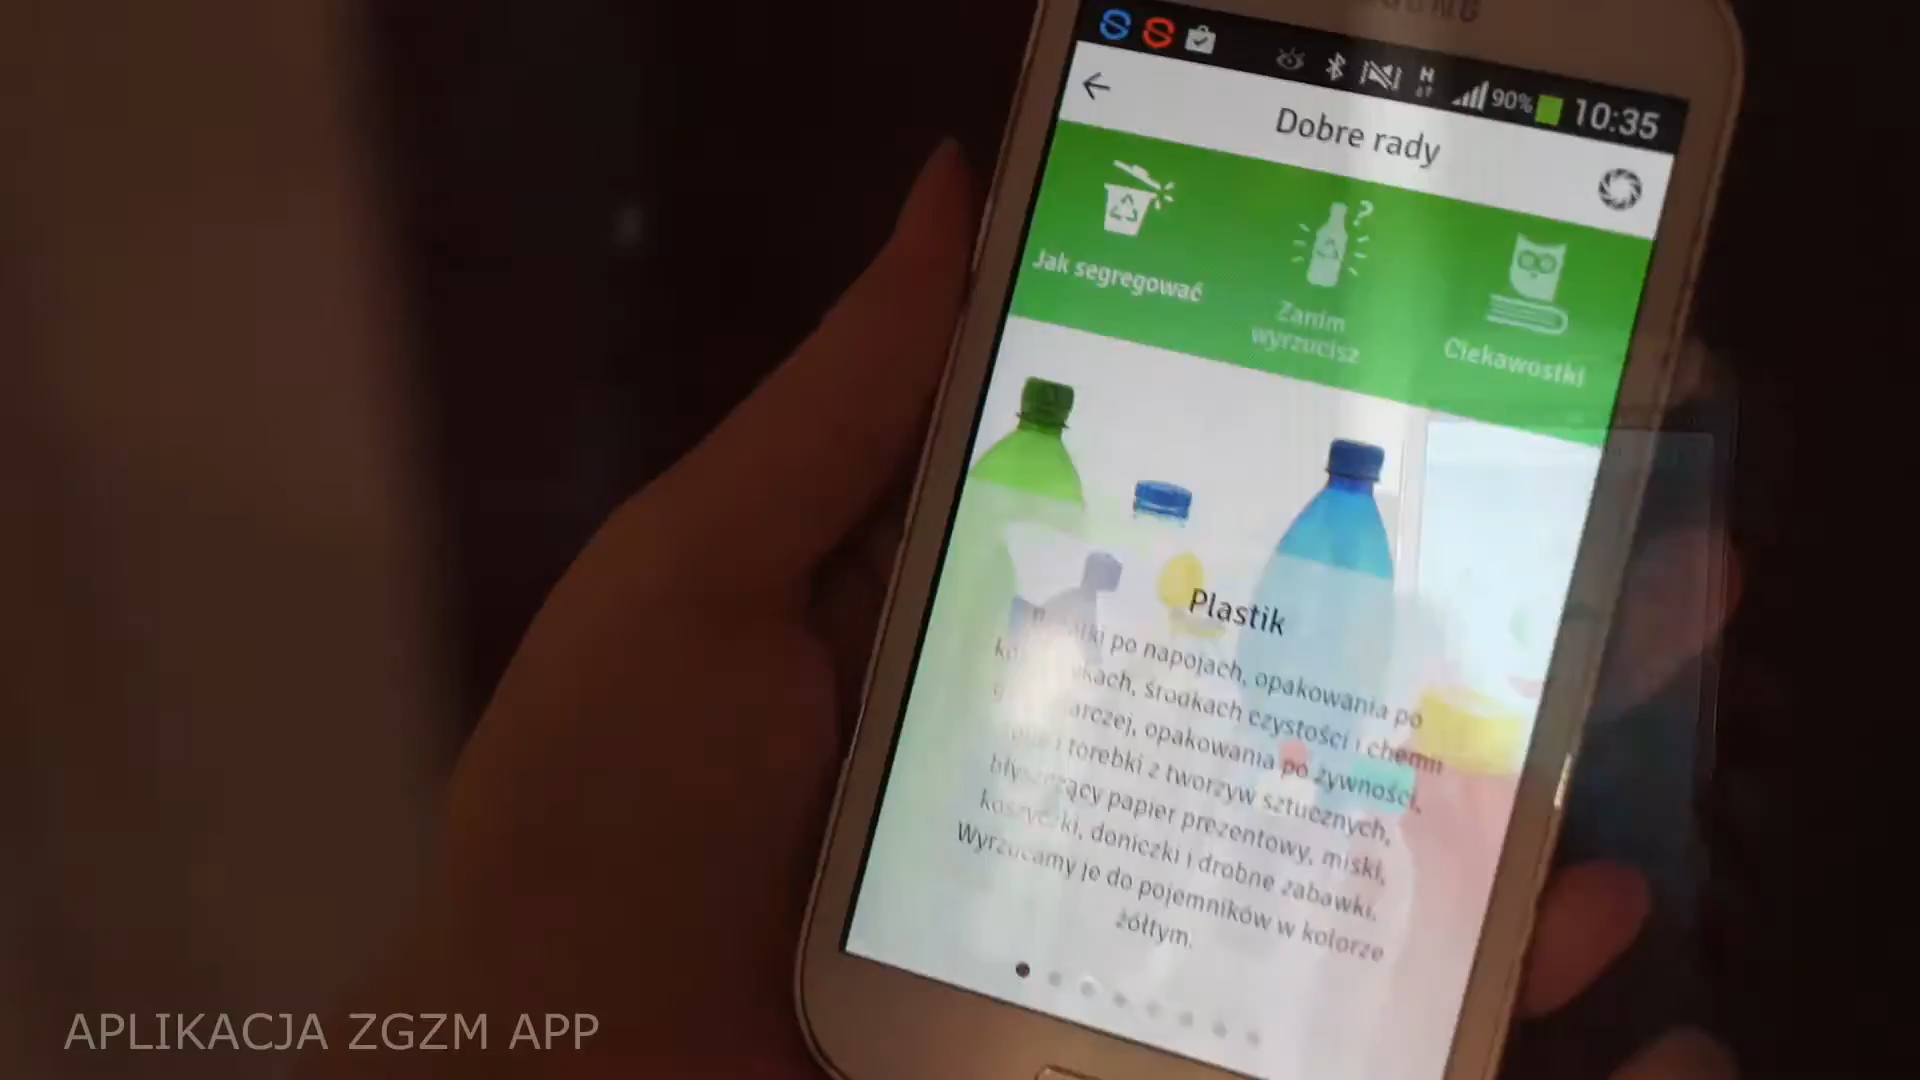 90% 10:35
Dobre rady
Jak segregować
Zanim
wyrzucisz
Ciekawostki
Plastik
po napojach, opakowania po
środkach czystości i chemii
opakowania po żywności,
i torebki z tworzyw sztucznych,
błyszczący papier prezentowy, miski,
koszyczki, doniczki i drobne zabawki.
Wyrzucamy je do pojemników w kolorze
żółtym.
APLIKACJA ZGZM APP